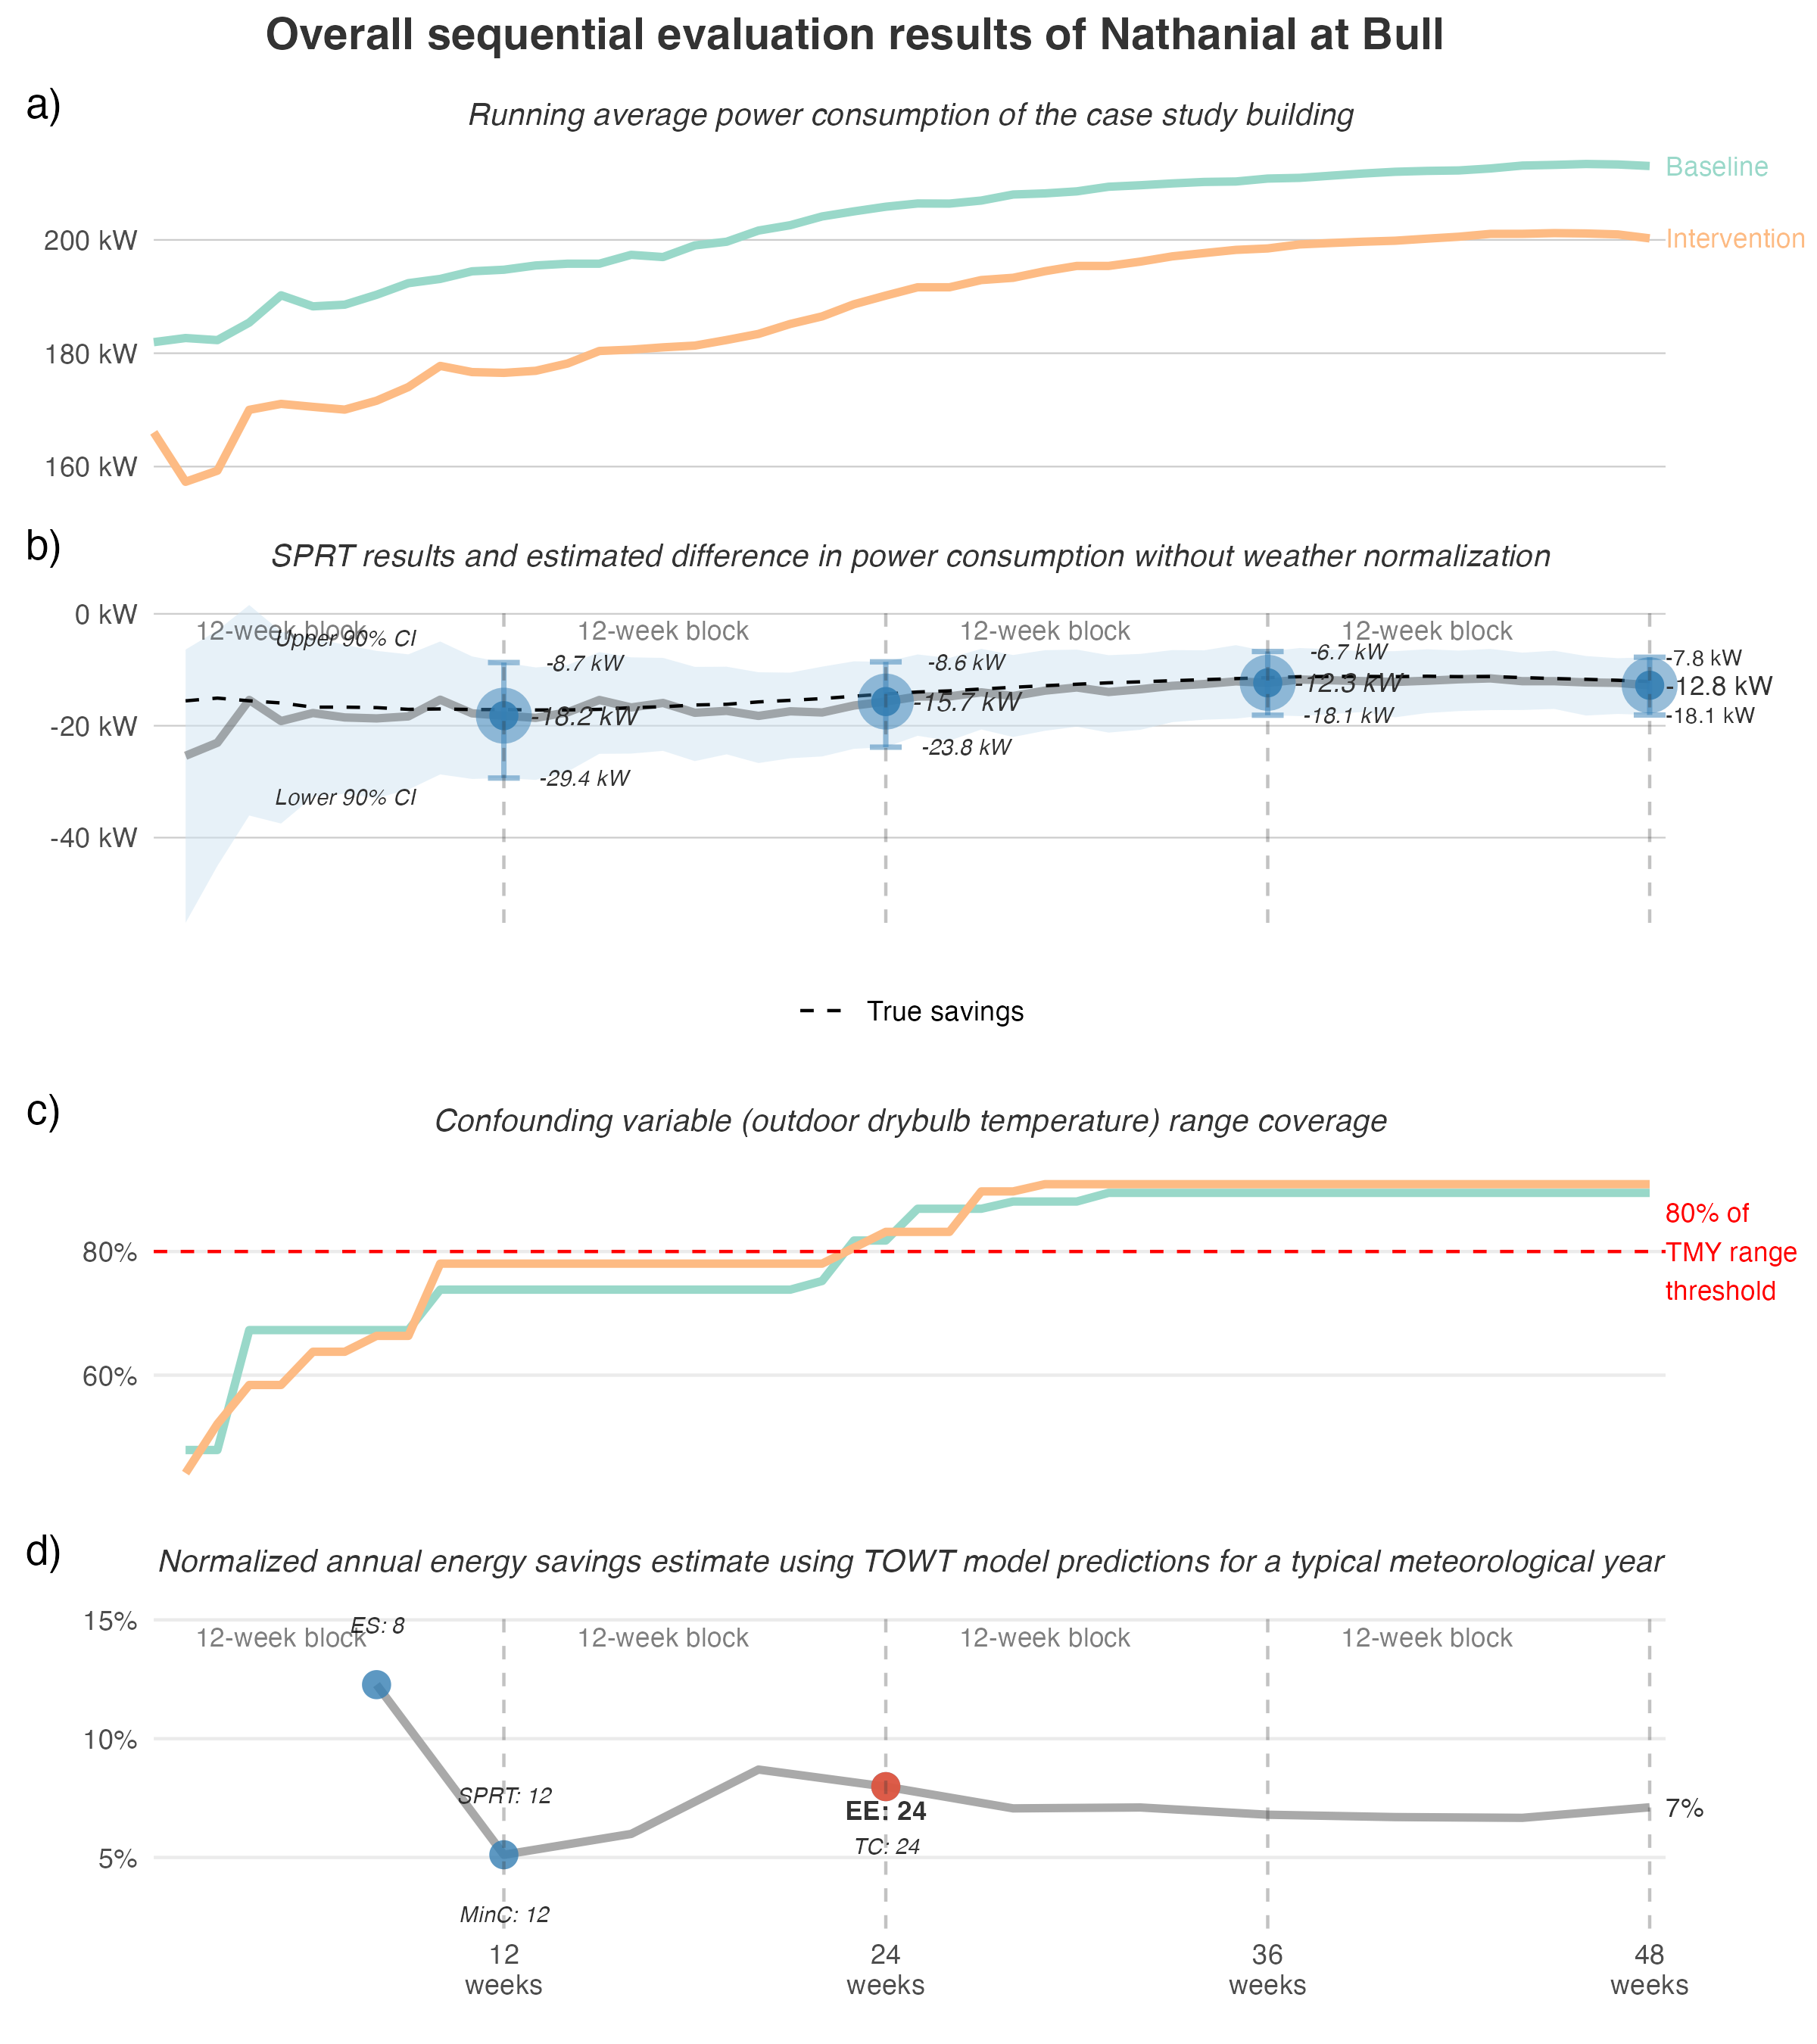 Overall sequential evaluation results of Nathanial at Bull
a)
Running average power consumption of the case study building
Baseline
200 kW
Intervention
180 kW
160 kW
b)
SPRT results and estimated difference in power consumption without weather normalization
0 kW
12-week block
12-week block
12-week block
12-week block
Upper 90% CI
-8.7 kW
-8.6 kW
-6.7 kW
-7.8 kW
-18.2 kW
-15.7 kW
-12.3 kW
-12.8 kW
-20 kW
-29.4 kW
-23.8 kW
-18.1 kW
-18.1 kW
Lower 90% CI
-40 kW
True savings
c)
Confounding variable (outdoor drybulb temperature) range coverage
80%
80% of
TMY range
threshold
60%
d)
Normalized annual energy savings estimate using TOWT model predictions for a typical meteorological year
15%
ES: 8
12-week block
12-week block
12-week block
12-week block
10%
SPRT: 12
EE: 24
7%
TC: 24
5%
MinC: 12
12
weeks
24
weeks
36
weeks
48
weeks